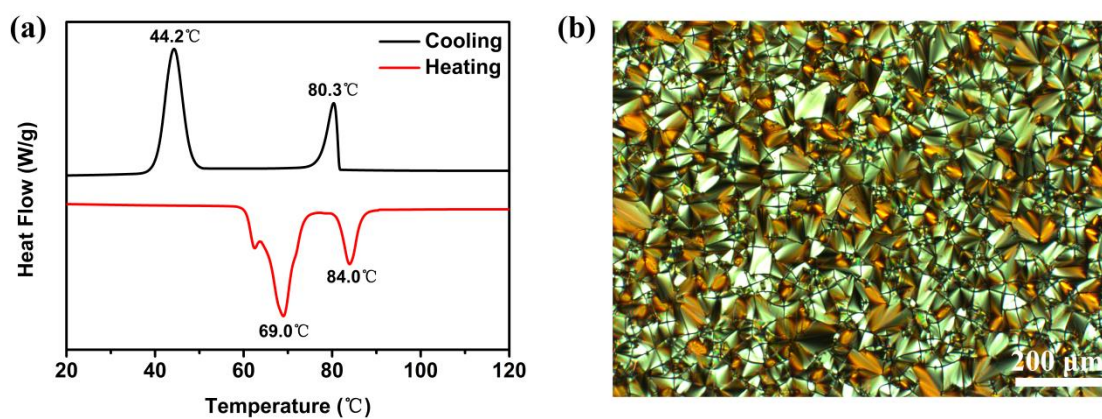 (a)
44.2℃
80.3℃
Cooling
Heating
Heat Flow (W/g)
69.0℃
84.0℃
20 40 60 80 100 120
Temperature (℃)
(b)
200 μm